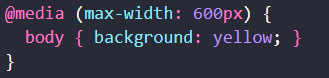 @media (max-width: 600px) {
  body { background: yellow; }
}